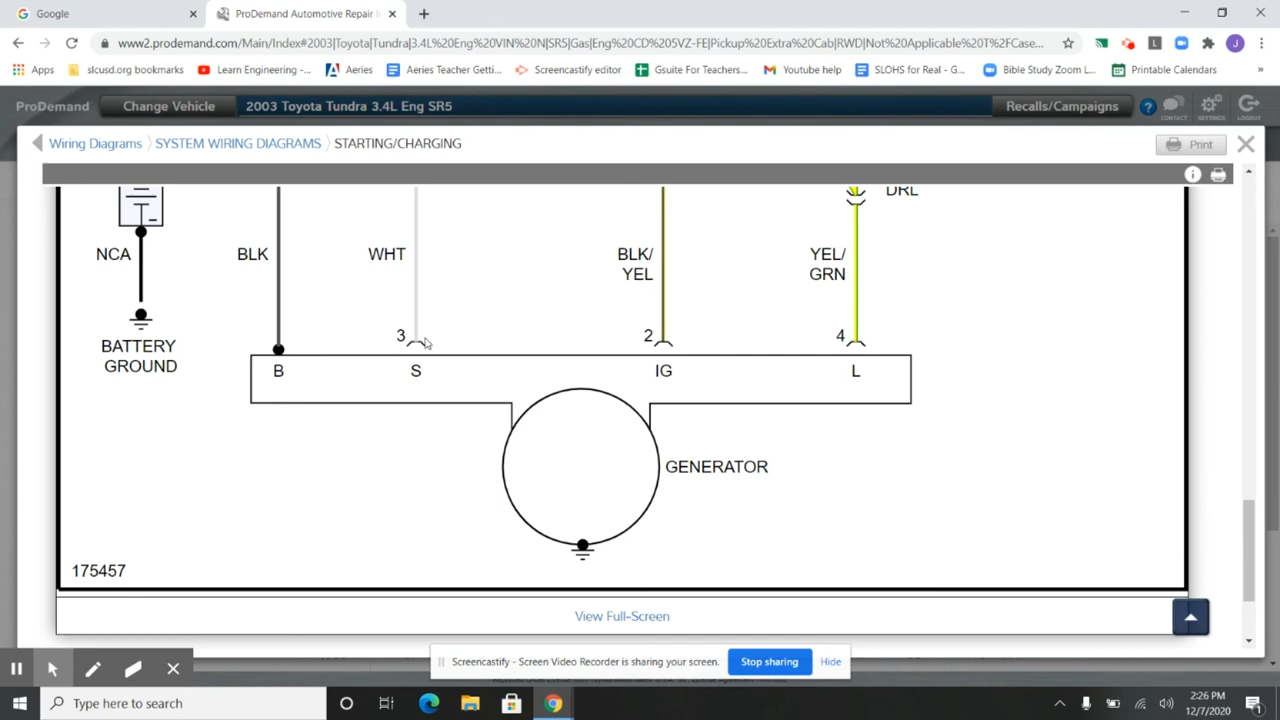 Google
ProDemand Automotive Repair I
www2.prodemand.com/Main/Index#2003|Toyota|Tundra|3.4L%20Eng%20VIN%20N|SR5|Gas|Eng%20CD%205VZ-FE|Pickup%20Extra%20Cab|RWD|Not%20Applicable%20T%2FCase...
Apps
slcusd.org bookmarks
Learn Engineering -...
Aeries
Aeries Teacher Getti...
Screencastify editor
Gsuite For Teachers...
Youtube help
SLOHS for Real - G...
Bible Study Zoom L...
Printable Calendars
ProDemand
Change Vehicle
2003 Toyota Tundra 3.4L Eng SR5
Recalls/Campaigns
CONTACT
SETTINGS
LOGOUT
Wiring Diagrams
SYSTEM WIRING DIAGRAMS
STARTING/CHARGING
Print
DRL
NCA
BLK
WHT
BLK/
YEL
YEL/
GRN
3
2
4
BATTERY
GROUND
B
S
IG
L
GENERATOR
175457
View Full-Screen
Screencastify - Screen Video Recorder is sharing your screen.
Stop sharing
Hide
Type here to search
2:26 PM
12/7/2020